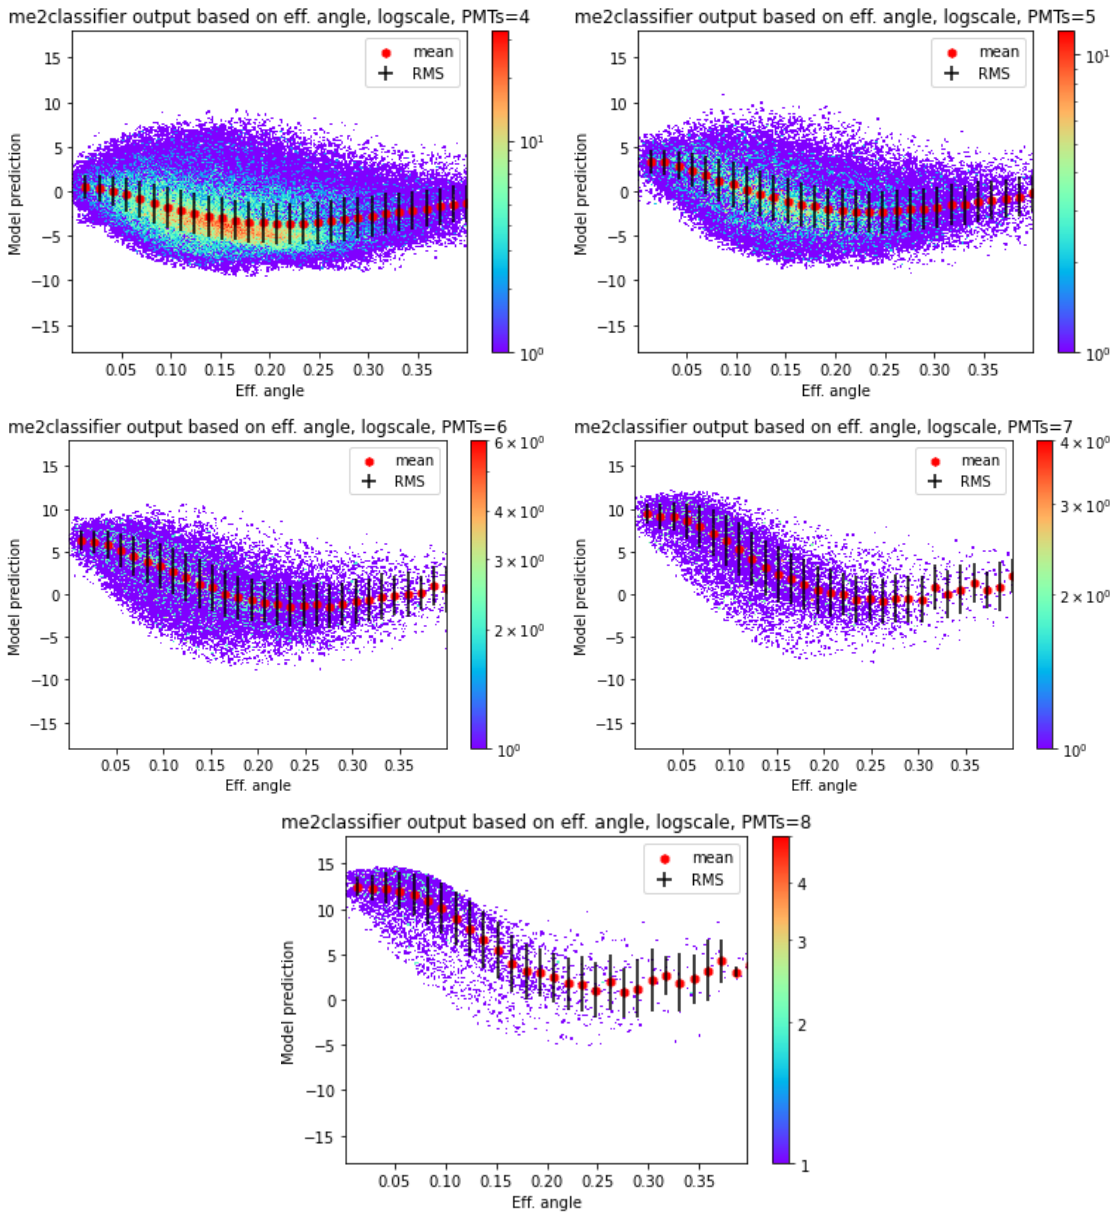 me2classifier output based on eff. angle, logscale, PMTs=4
mean
RMS
Model prediction
15
10
5
0
−5
−10
−15
0.05 0.10 0.15 0.20 0.25 0.30 0.35
Eff. angle
10¹
10⁰
me2classifier output based on eff. angle, logscale, PMTs=5
mean
RMS
Model prediction
15
10
5
0
−5
−10
−15
0.05 0.10 0.15 0.20 0.25 0.30 0.35
Eff. angle
10¹
10⁰
me2classifier output based on eff. angle, logscale, PMTs=6
mean
RMS
Model prediction
15
10
5
0
−5
−10
−15
0.05 0.10 0.15 0.20 0.25 0.30 0.35
Eff. angle
6 × 10⁰
4 × 10⁰
3 × 10⁰
2 × 10⁰
10⁰
me2classifier output based on eff. angle, logscale, PMTs=7
mean
RMS
Model prediction
15
10
5
0
−5
−10
−15
0.05 0.10 0.15 0.20 0.25 0.30 0.35
Eff. angle
4 × 10⁰
3 × 10⁰
2 × 10⁰
10⁰
me2classifier output based on eff. angle, logscale, PMTs=8
mean
RMS
Model prediction
15
10
5
0
−5
−10
−15
0.05 0.10 0.15 0.20 0.25 0.30 0.35
Eff. angle
4
3
2
1